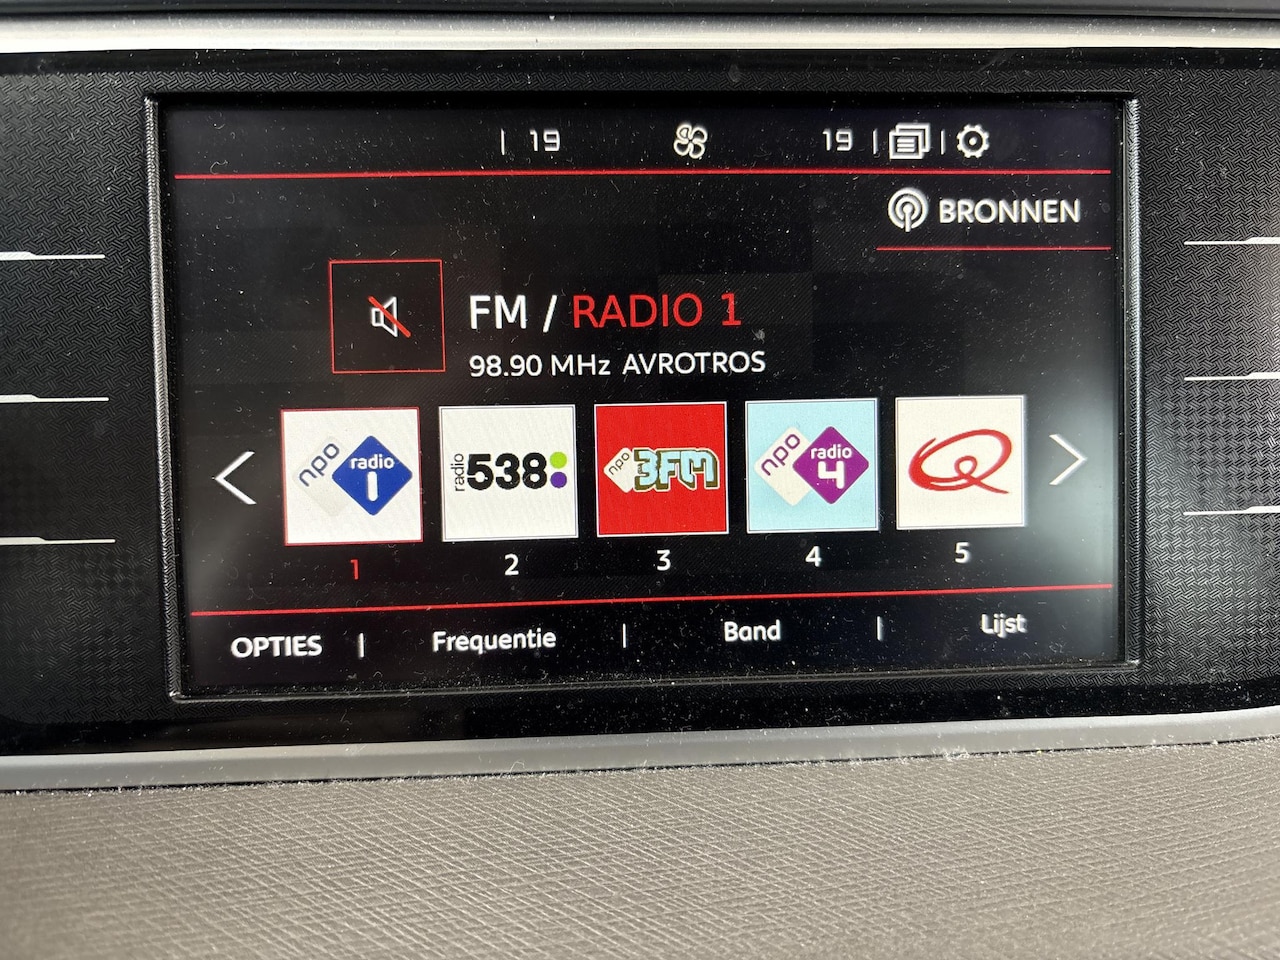 19 19
BRONNEN
FM / RADIO 1
98.90 MHz AVROTROS
npo radio 1
radio 538
npo 3FM
npo radio 4
Q
1 2 3 4 5
OPTIES | Frequentie | Band | Lijst